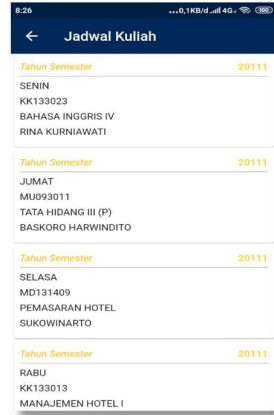 8:26 ...0,1KB/d 4G+ 100
← Jadwal Kuliah
Tahun Semester 20111
SENIN
KK133023
BAHASA INGGRIS IV
RINA KURNIAWATI
Tahun Semester 20111
JUMAT
MU093011
TATA HIDANG III (P)
BASKORO HARWINDITO
Tahun Semester 20111
SELASA
MD131409
PEMASARAN HOTEL
SUKOWINARTO
Tahun Semester 20111
RABU
KK133013
MANAJEMEN HOTEL I